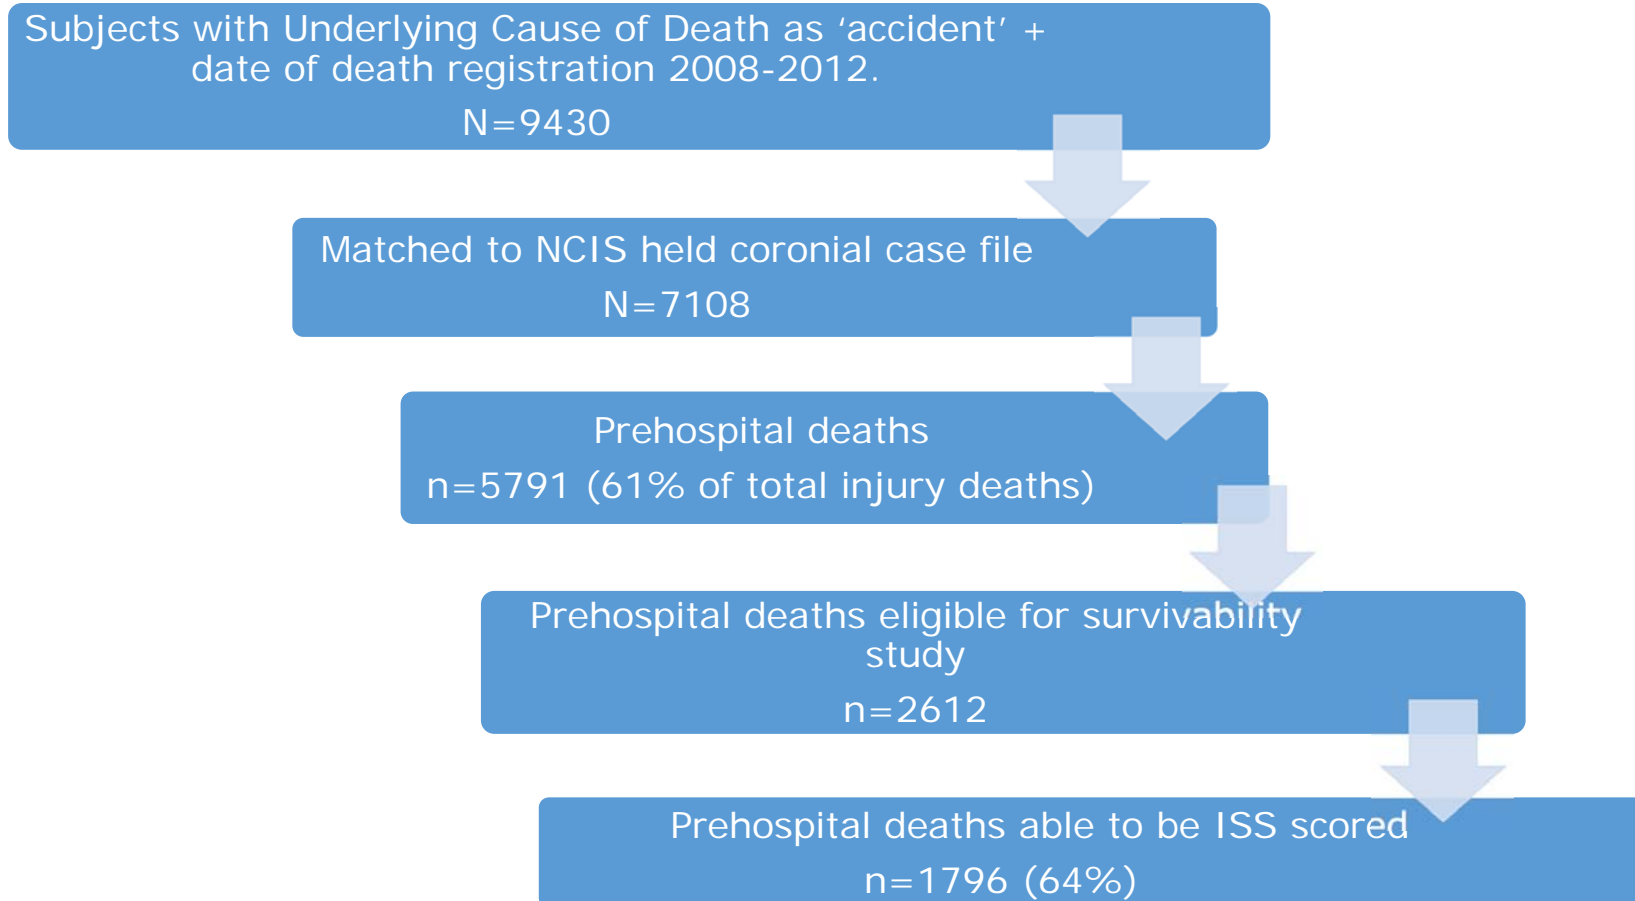 Subjects with Underlying Cause of Death as ‘accident’ +
date of death registration 2008-2012.
N=9430
Matched to NCIS held coronial case file
N=7108
Prehospital deaths
n=5791 (61% of total injury deaths)
Prehospital deaths eligible for survivability
study
n=2612
Prehospital deaths able to be ISS scored
n=1796 (64%)